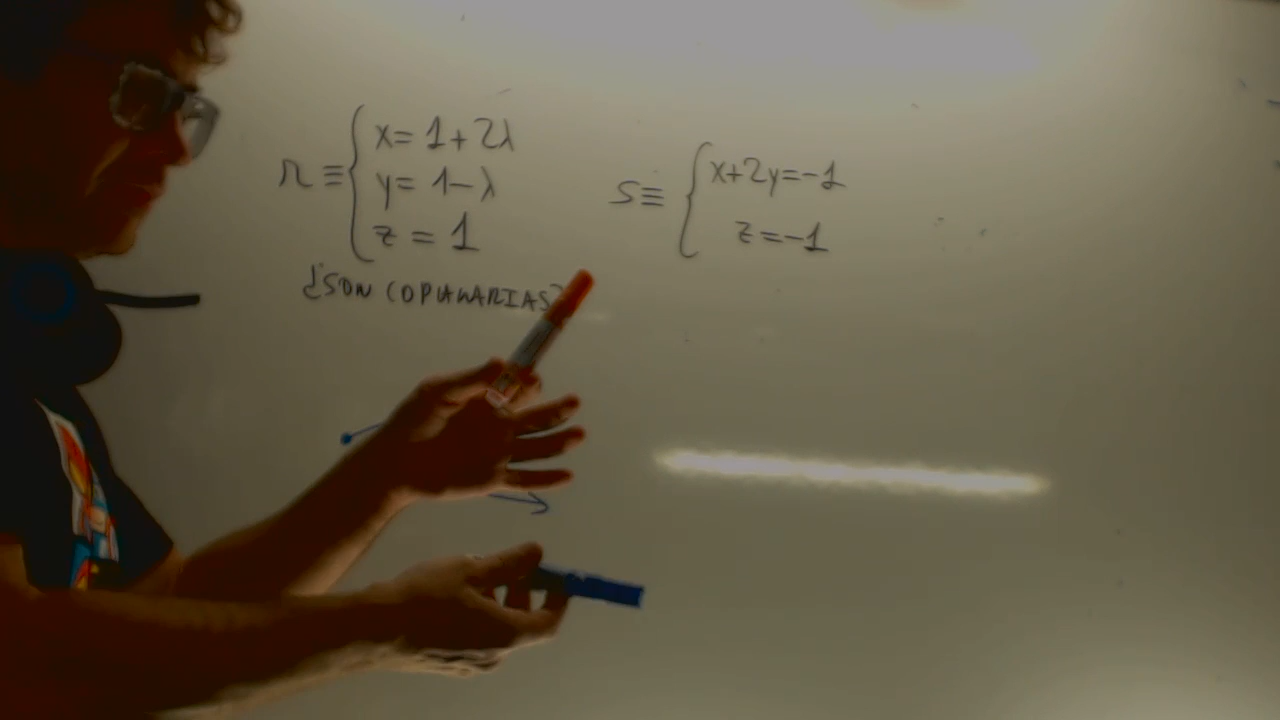 r ≡ { x = 1 + 2λ
y = 1 - λ
z = 1
s ≡ { x + 2y = -1
z = -1
¿SON COPLANARIAS?